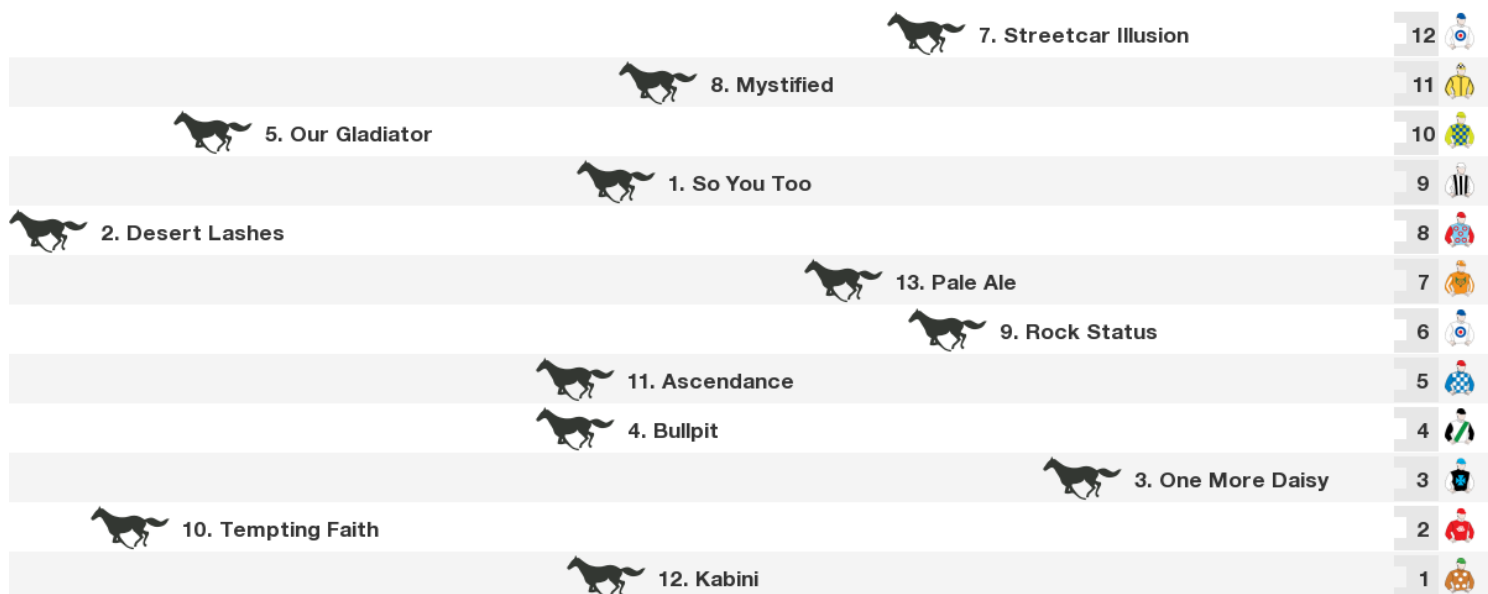 7. Streetcar Illusion 12
8. Mystified 11
5. Our Gladiator 10
1. So You Too 9
2. Desert Lashes 8
13. Pale Ale 7
9. Rock Status 6
11. Ascendance 5
4. Bullpit 4
3. One More Daisy 3
10. Tempting Faith 2
12. Kabini 1